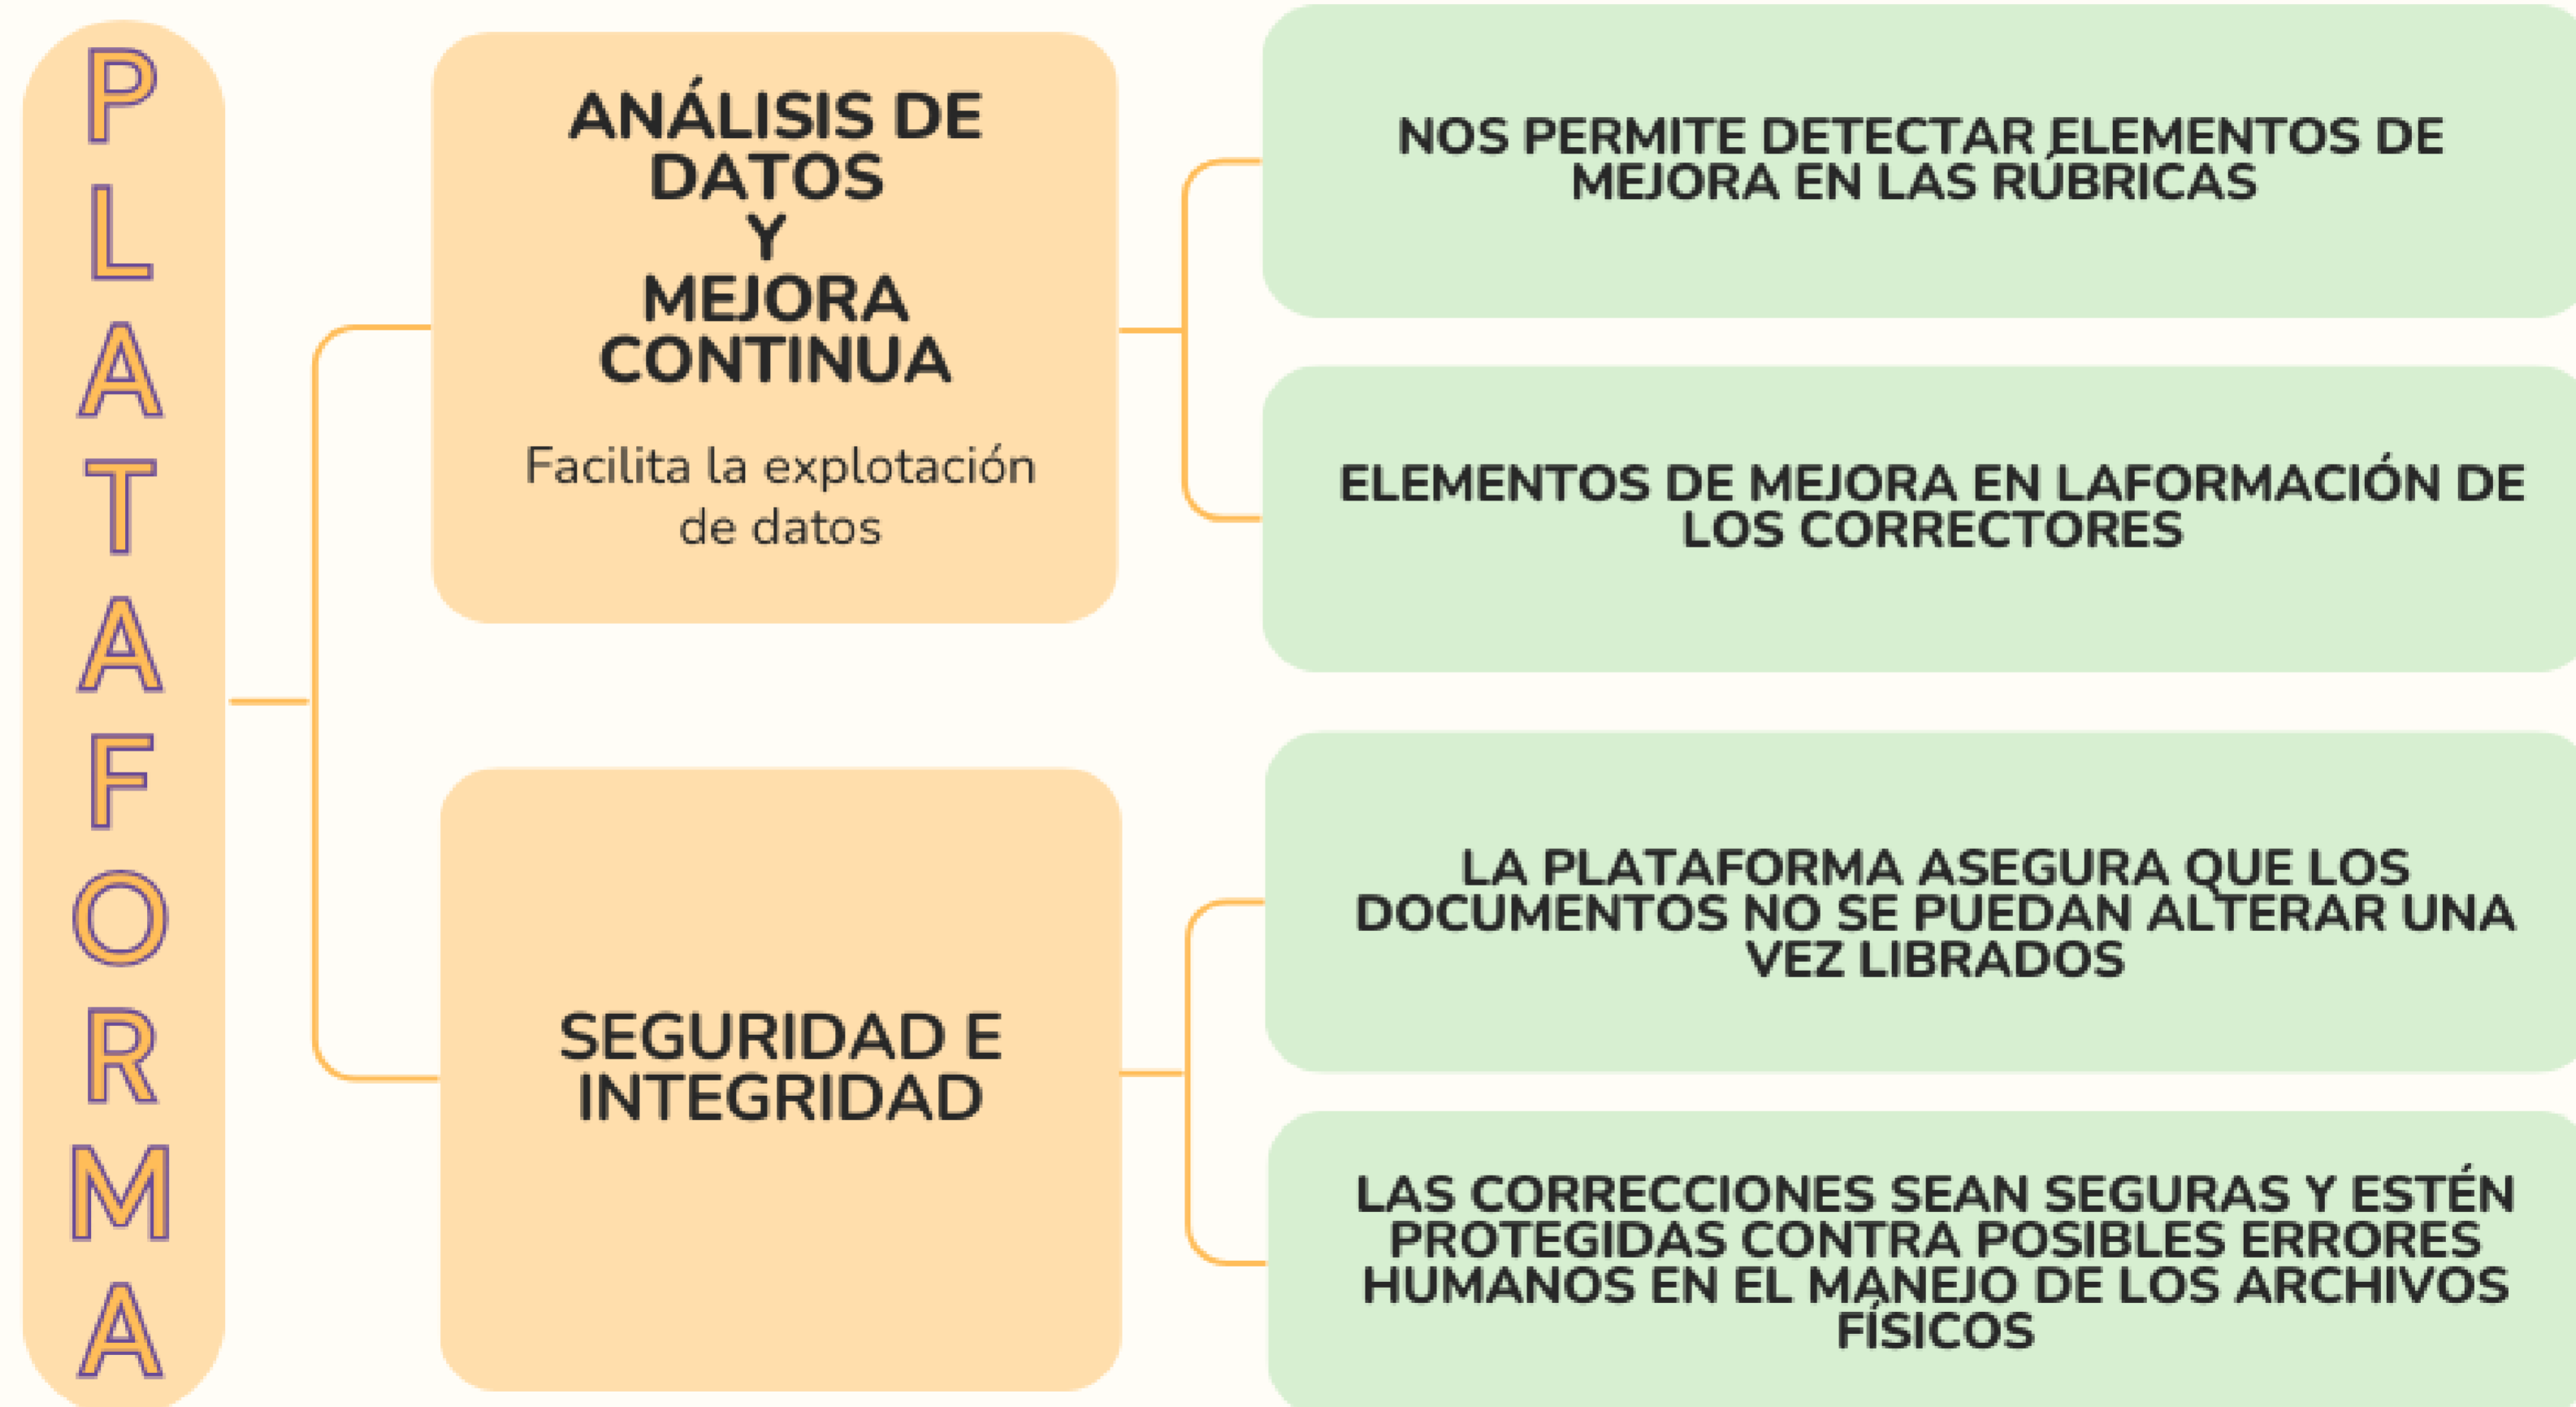 PLATAFORMA
ANÁLISIS DE
DATOS
Y
MEJORA
CONTINUA
Facilita la explotación
de datos
NOS PERMITE DETECTAR ELEMENTOS DE
MEJORA EN LAS RÚBRICAS
ELEMENTOS DE MEJORA EN LAFORMACIÓN DE
LOS CORRECTORES
SEGURIDAD E
INTEGRIDAD
LA PLATAFORMA ASEGURA QUE LOS
DOCUMENTOS NO SE PUEDAN ALTERAR UNA
VEZ LIBRADOS
LAS CORRECCIONES SEAN SEGURAS Y ESTÉN
PROTEGIDAS CONTRA POSIBLES ERRORES
HUMANOS EN EL MANEJO DE LOS ARCHIVOS
FÍSICOS